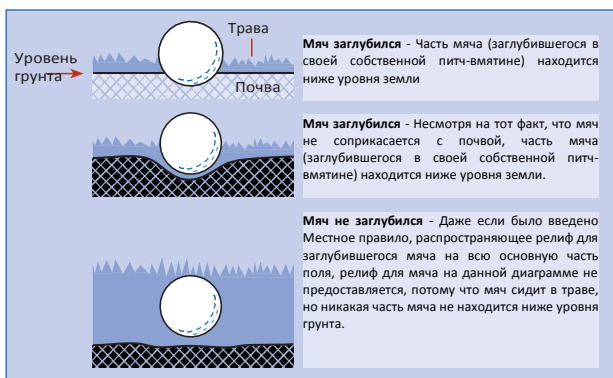 Трава
Уровень
грунта
Почва
Мяч заглубился - Часть мяча (заглубившегося в
своей собственной питч-вмятине) находится
ниже уровня земли
Мяч заглубился - Несмотря на тот факт, что мяч
не соприкасается с почвой, часть мяча
(заглубившегося в своей собственной питч-
вмятине) находится ниже уровня земли.
Мяч не заглубился - Даже если было введено
Местное правило, распространяющее релиф для
заглубившегося мяча на всю основную часть
поля, релиф для мяча на данной диаграмме не
предоставляется, потому что мяч сидит в траве,
но никакая часть мяча не находится ниже уровня
грунта.